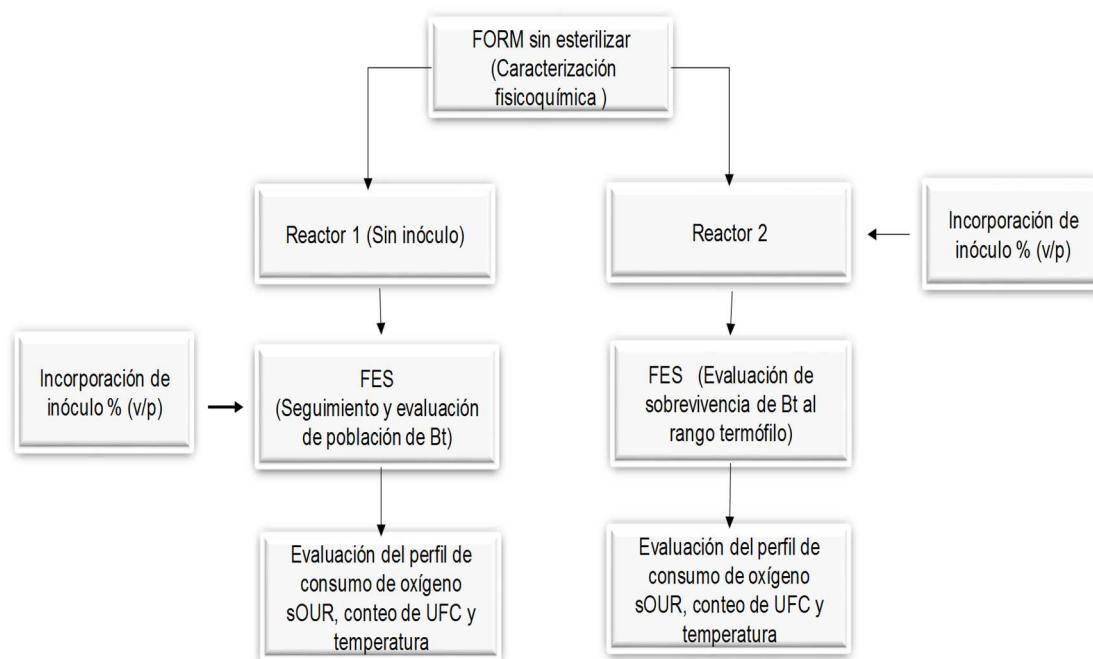 FORM sin esterilizar
(Caracterización
fisicoquímica )
Reactor 1 (Sin inóculo)
Reactor 2
Incorporación de
inóculo % (v/p)
Incorporación de
inóculo % (v/p)
FES
(Seguimiento y evaluación
de población de Bt)
FES (Evaluación de
sobrevivencia de Bt al
rango termófilo)
Evaluación del perfil de
consumo de oxígeno
sOUR, conteo de UFC y
temperatura
Evaluación del perfil de
consumo de oxígeno
sOUR, conteo de UFC y
temperatura